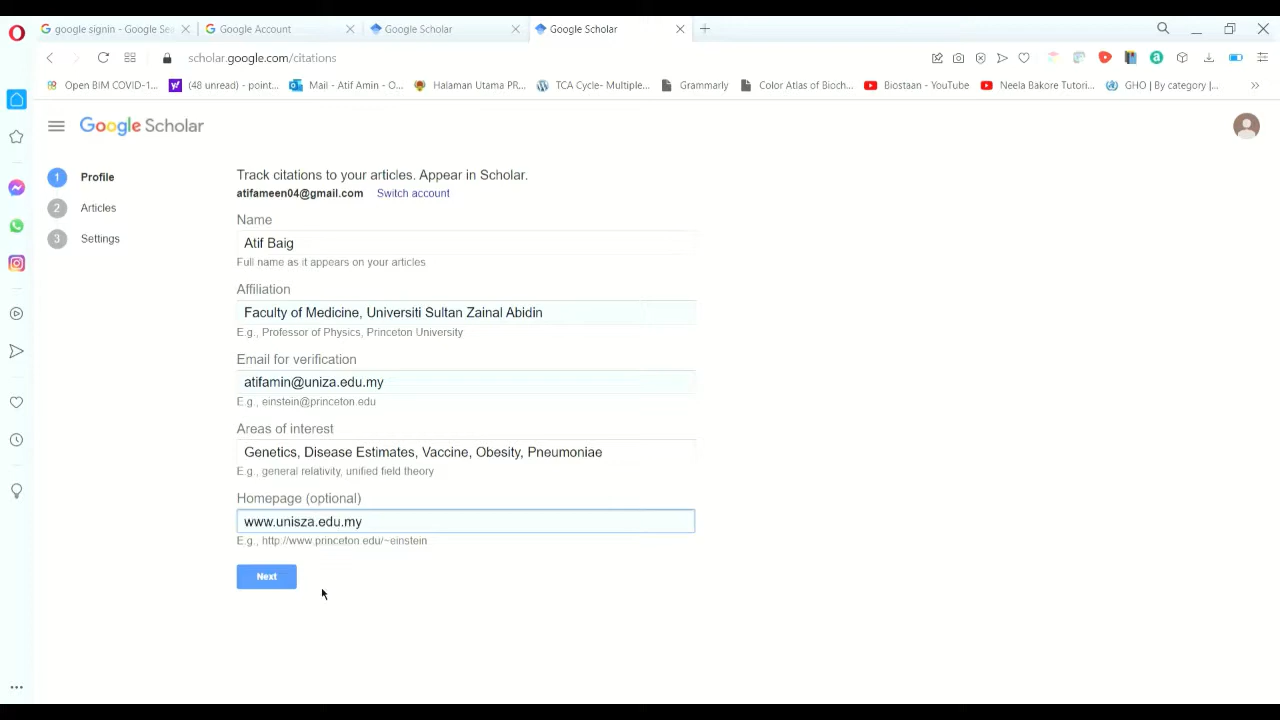 google signin - Google Se
Google Account
Google Scholar
Google Scholar
scholar.google.com/citations
Open BIM COVID-1...
(48 unread) - point...
Mail - Atif Amin - O...
Halaman Utama PR...
TCA Cycle- Multiple...
Grammarly
Color Atlas of Bioch...
Biostaan - YouTube
Neela Bakore Tutori...
GHO | By category |...
Google Scholar
1 Profile
2 Articles
3 Settings
Track citations to your articles. Appear in Scholar.
atifameen04@gmail.com Switch account
Name
Atif Baig
Full name as it appears on your articles
Affiliation
Faculty of Medicine, Universiti Sultan Zainal Abidin
E.g., Professor of Physics, Princeton University
Email for verification
atifamin@uniza.edu.my
E.g., einstein@princeton.edu
Areas of interest
Genetics, Disease Estimates, Vaccine, Obesity, Pneumoniae
E.g., general relativity, unified field theory
Homepage (optional)
www.unisza.edu.my
E.g., http://www.princeton.edu/~einstein
Next